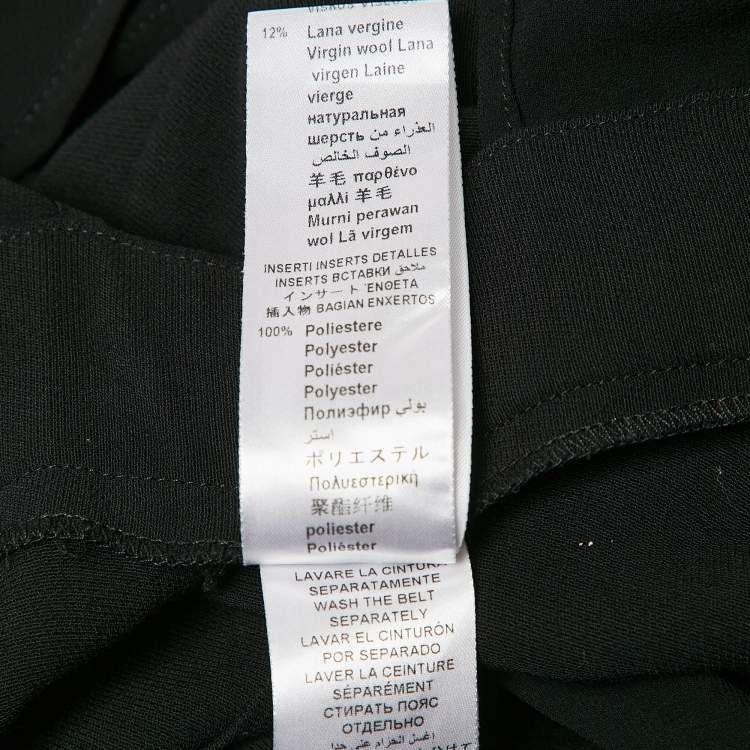 12% Lana vergine
Virgin wool Lana
virgen Laine
vierge
натуральная
шерсть العذراء من
الصوف الخالص
羊毛 παρθένο
μαλλί 羊毛
Murni perawan
wol Lã virgem
INSERTI INSERTS DETALLES
INSERTS ВСТАВКИ ملاحق
インサート ΈΝΘΕΤΑ
插入物 BAGIAN ENXERTOS
100% Poliestere
Polyester
Poliéster
Polyester
Полиэфир بولي
استر
ポリエステル
Πολυεστερική
聚酯纤维
poliester
Poliéster
LAVARE LA CINTURA
SEPARATAMENTE
WASH THE BELT
SEPARATELY
LAVAR EL CINTURÓN
POR SEPARADO
LAVER LA CEINTURE
SÉPARÉMENT
СТИРАТЬ ПОЯС
ОТДЕЛЬНО
اغسل الحزام على حدا